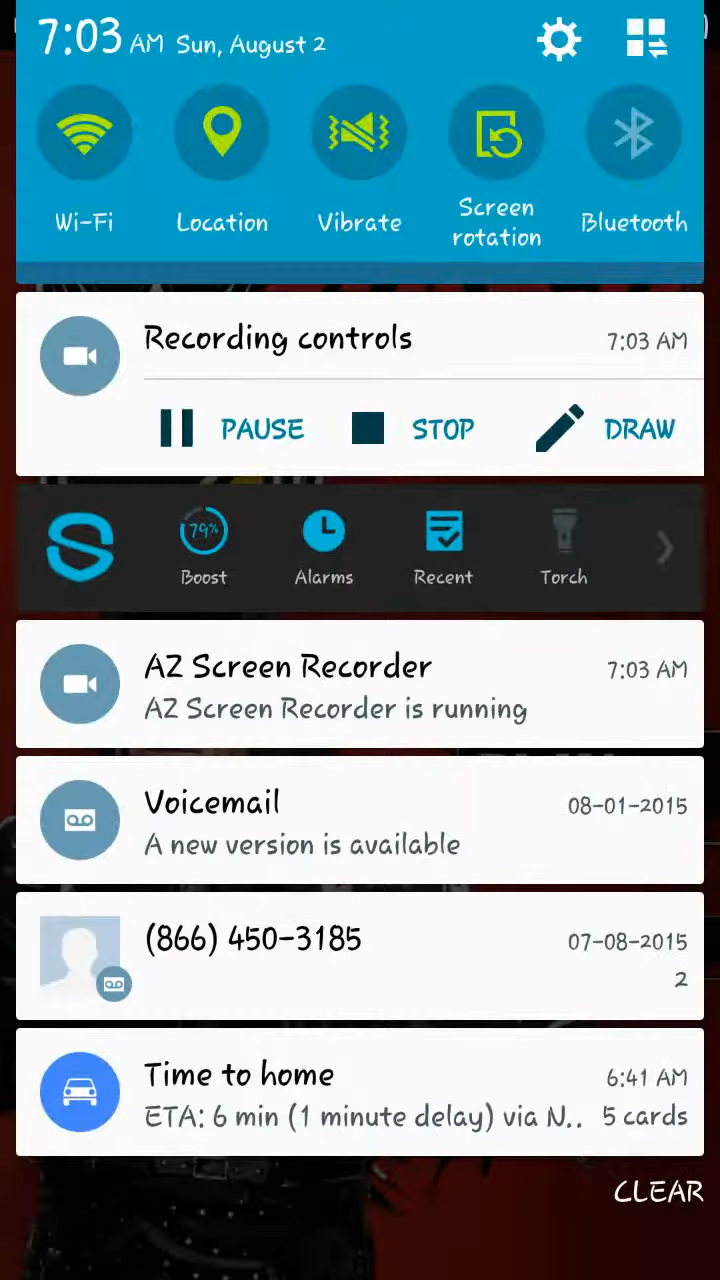 7:03 AM Sun, August 2
Wi-Fi
Location
Vibrate
Screen
rotation
Bluetooth
Recording controls 7:03 AM
PAUSE STOP DRAW
79%
Boost Alarms Recent Torch
AZ Screen Recorder 7:03 AM
AZ Screen Recorder is running
Voicemail 08-01-2015
A new version is available
(866) 450-3185 07-08-2015
2
Time to home 6:41 AM
ETA: 6 min (1 minute delay) via N.. 5 cards
CLEAR